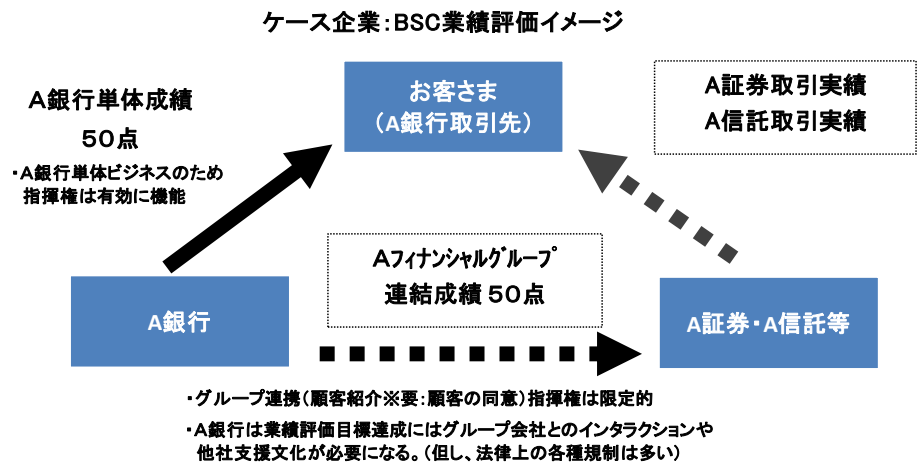 ケース企業：BSC業績評価イメージ
A銀行単体成績
50点
・A銀行単体ビジネスのため
指揮権は有効に機能
お客さま
（A銀行取引先）
A証券取引実績
A信託取引実績
Aフィナンシャルグループ
連結成績50点
A銀行
A証券・A信託等
・グループ連携（顧客紹介※要：顧客の同意）指揮権は限定的
・A銀行は業績評価目標達成にはグループ会社とのインタラクションや
他社支援文化が必要になる。（但し、法律上の各種規制は多い）